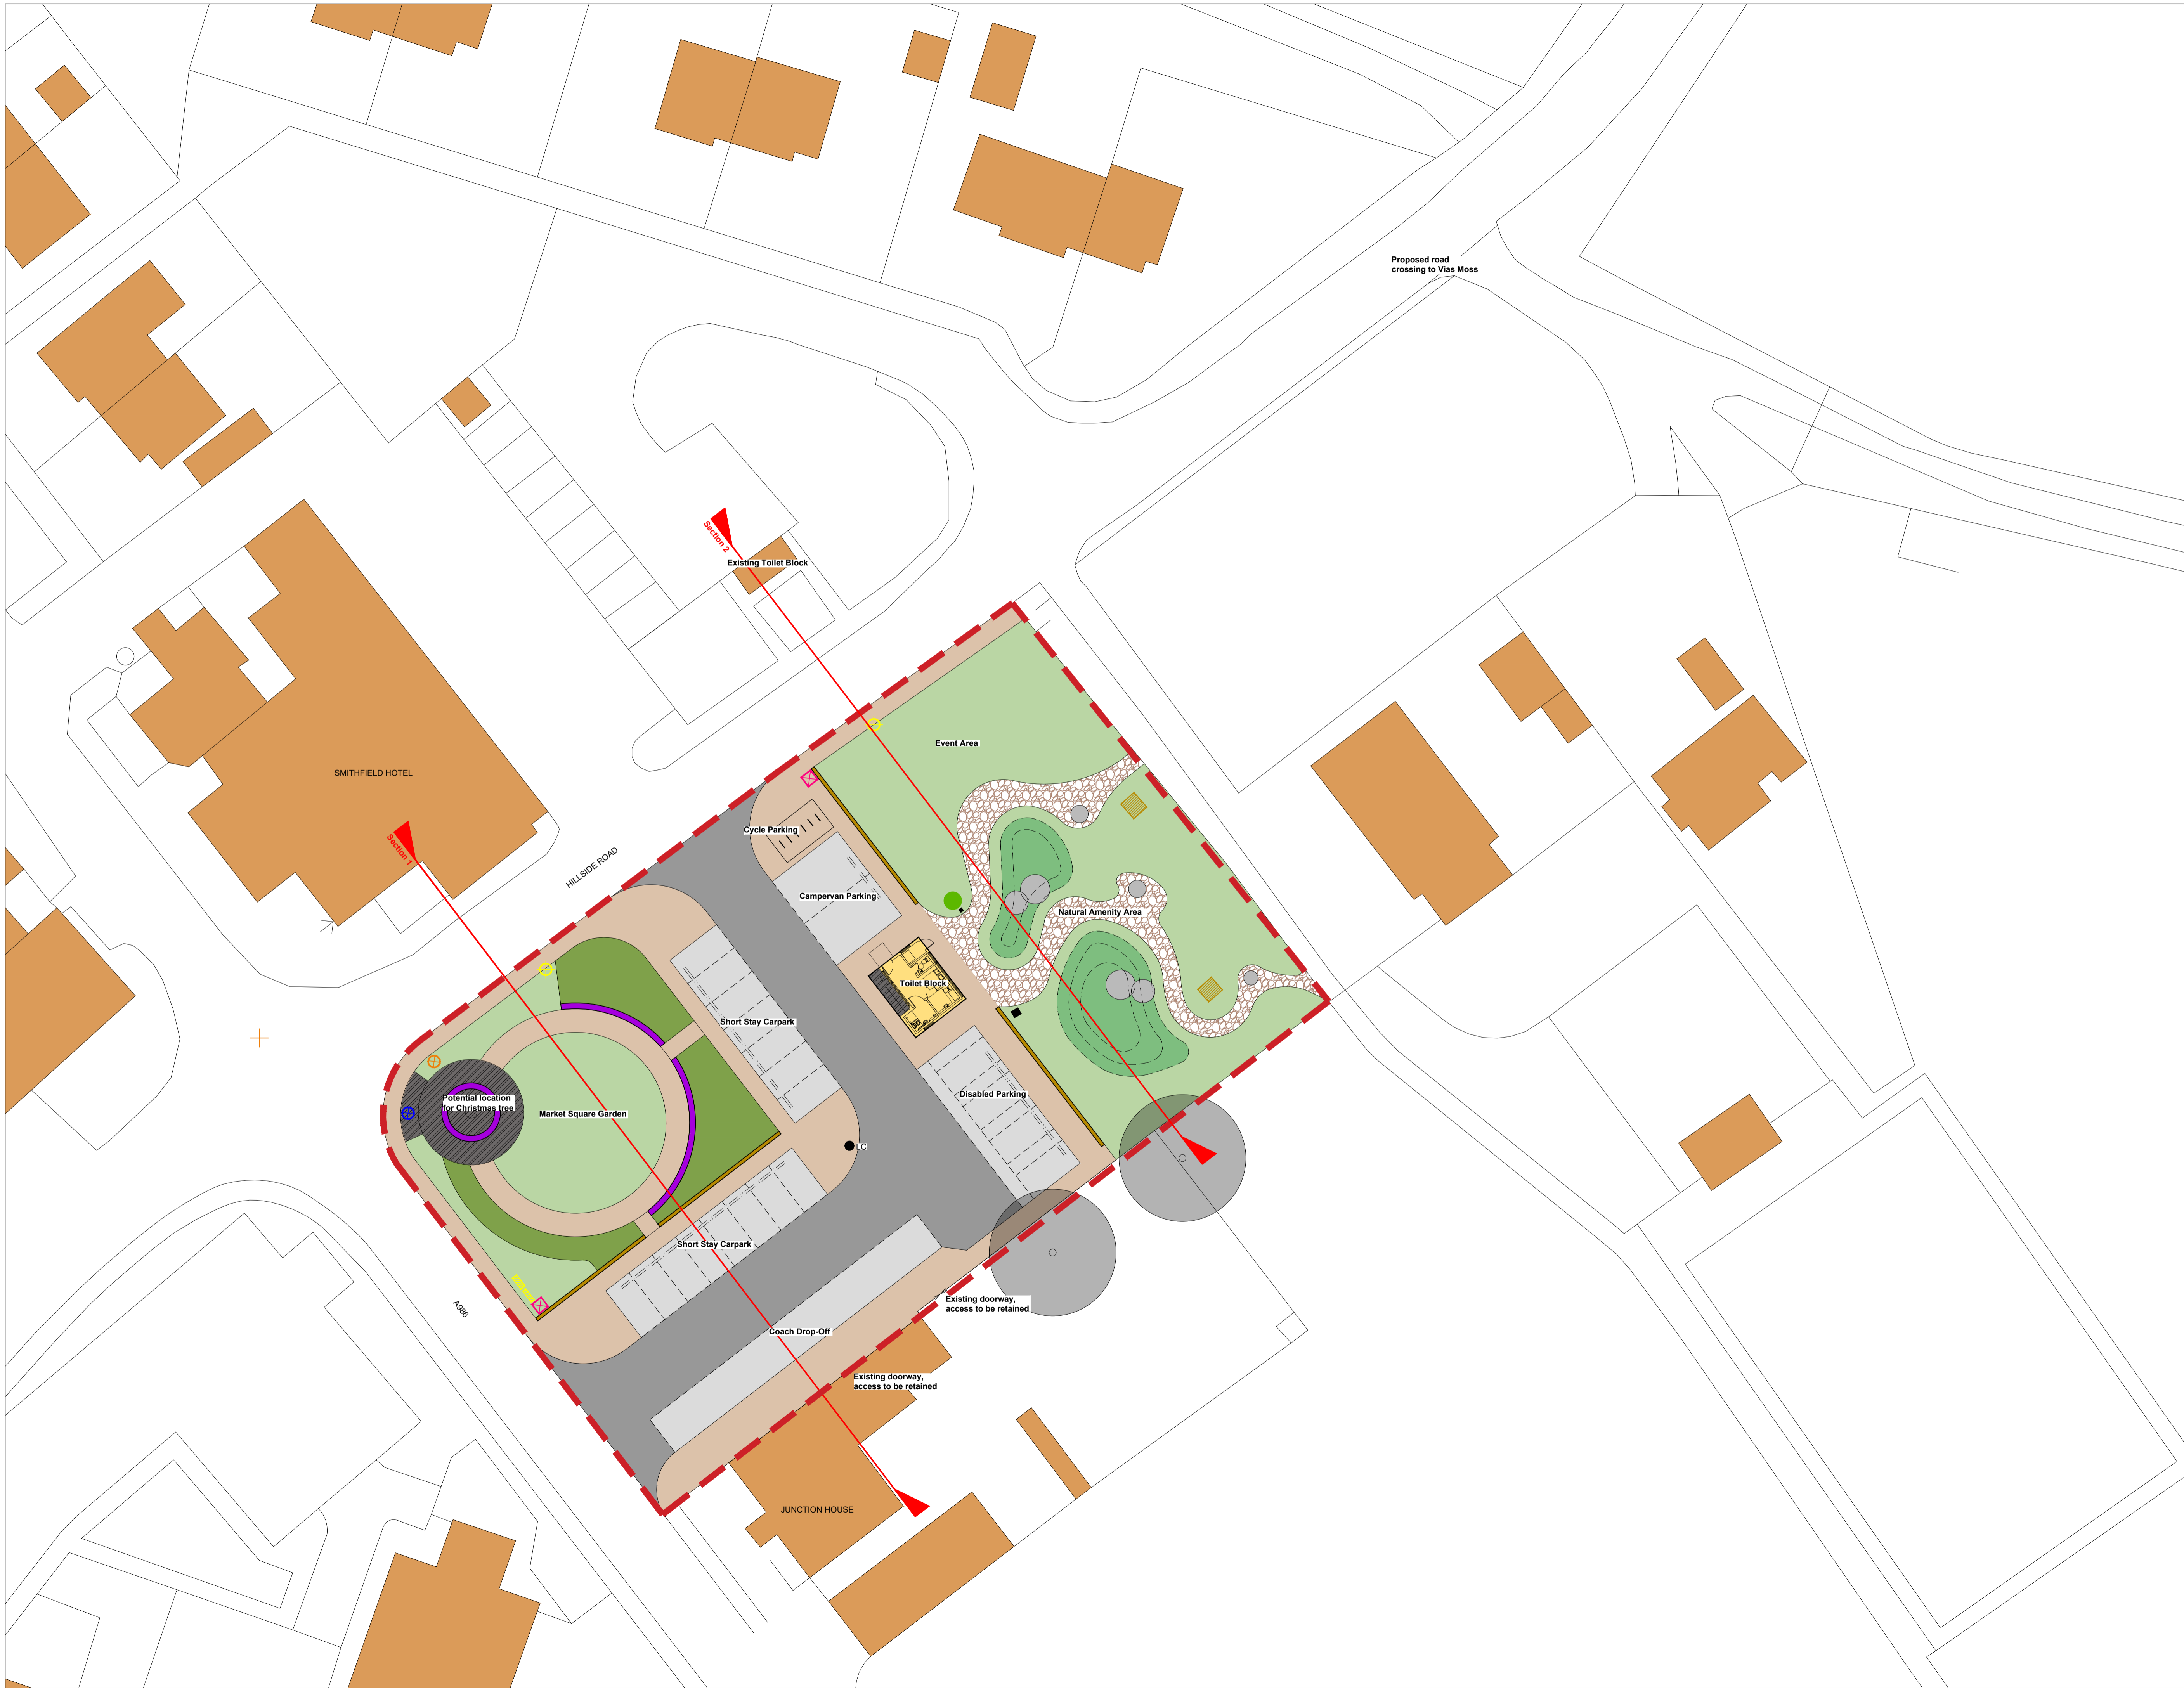 Proposed road
crossing to Vias Moss
Section 2
Existing Toilet Block
Event Area
SMITHFIELD HOTEL
Section 1
HILLSIDE ROAD
Cycle Parking
Campervan Parking
Natural Amenity Area
Toilet Block
Short Stay Carpark
Disabled Parking
Potential location
for Christmas tree
Market Square Garden
LC
Short Stay Carpark
A986
Existing doorway,
access to be retained
Coach Drop-Off
Existing doorway,
access to be retained
JUNCTION HOUSE